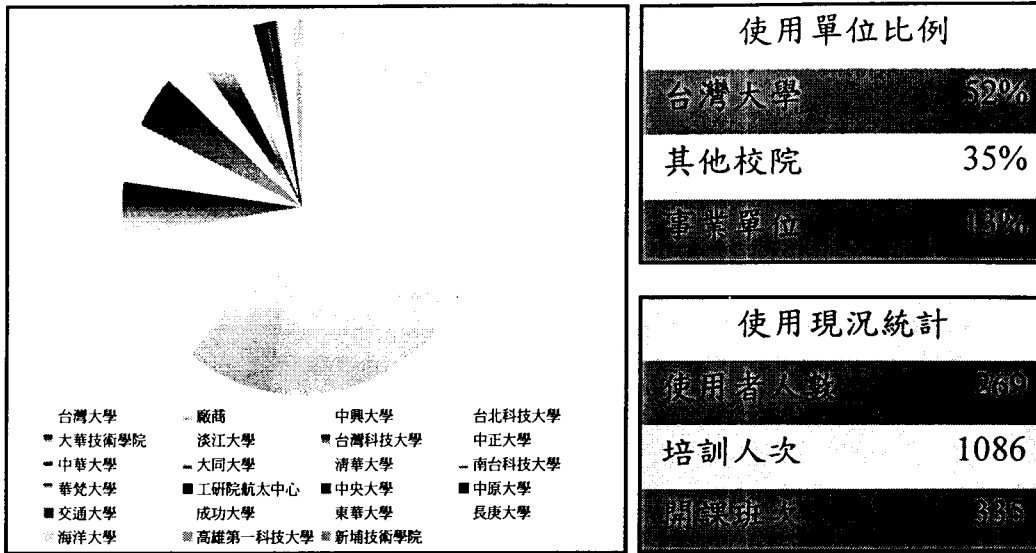 台灣大學 廠商 中興大學 台北科技大學
大華技術學院 淡江大學 台灣科技大學 中正大學
中華大學 大同大學 清華大學 南台科技大學
華梵大學 工研院航太中心 中央大學 中原大學
交通大學 成功大學 東華大學 長庚大學
海洋大學 高雄第一科技大學 新埔技術學院
使用單位比例
台灣大學 52%
其他校院 35%
事業單位 13%
使用現況統計
使用者人數 269
培訓人次 1086
開課班次